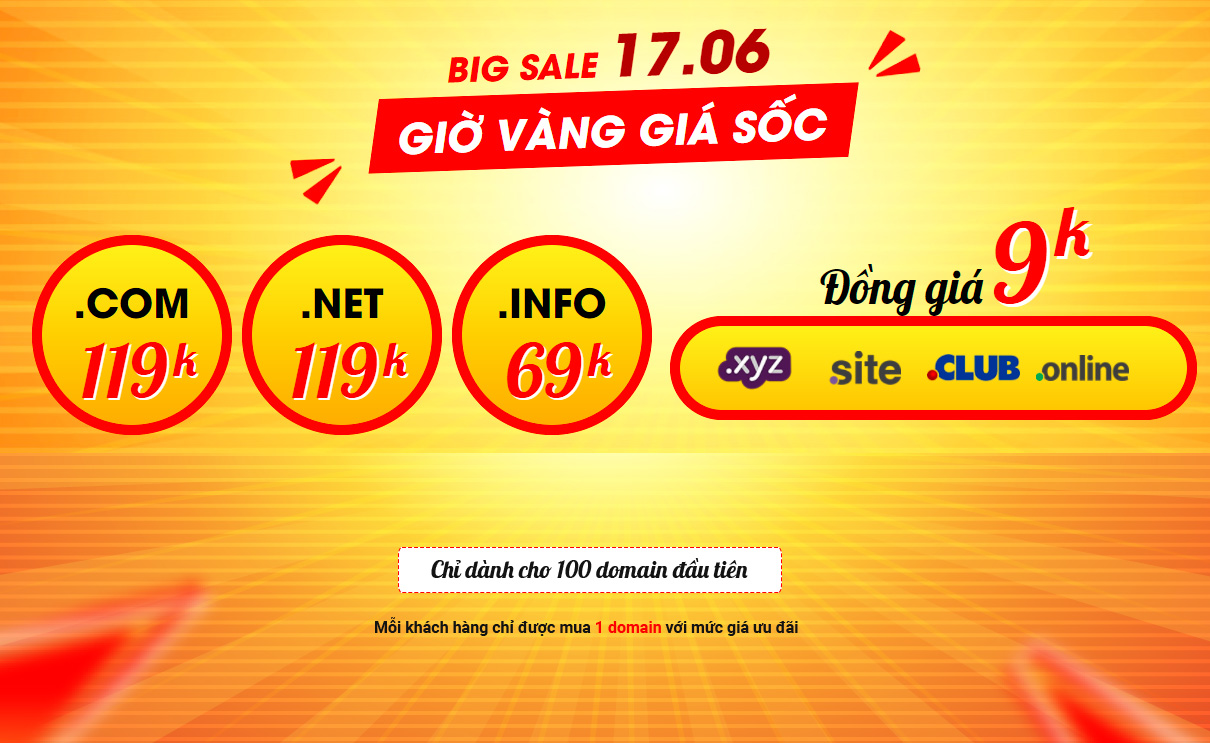 BIG SALE 17.06
GIỜ VÀNG GIÁ SỐC
.COM
119k
.NET
119k
.INFO
69k
Đồng giá 9k
.xyz .site .CLUB .online
Chỉ dành cho 100 domain đầu tiên
Mỗi khách hàng chỉ được mua 1 domain với mức giá ưu đãi